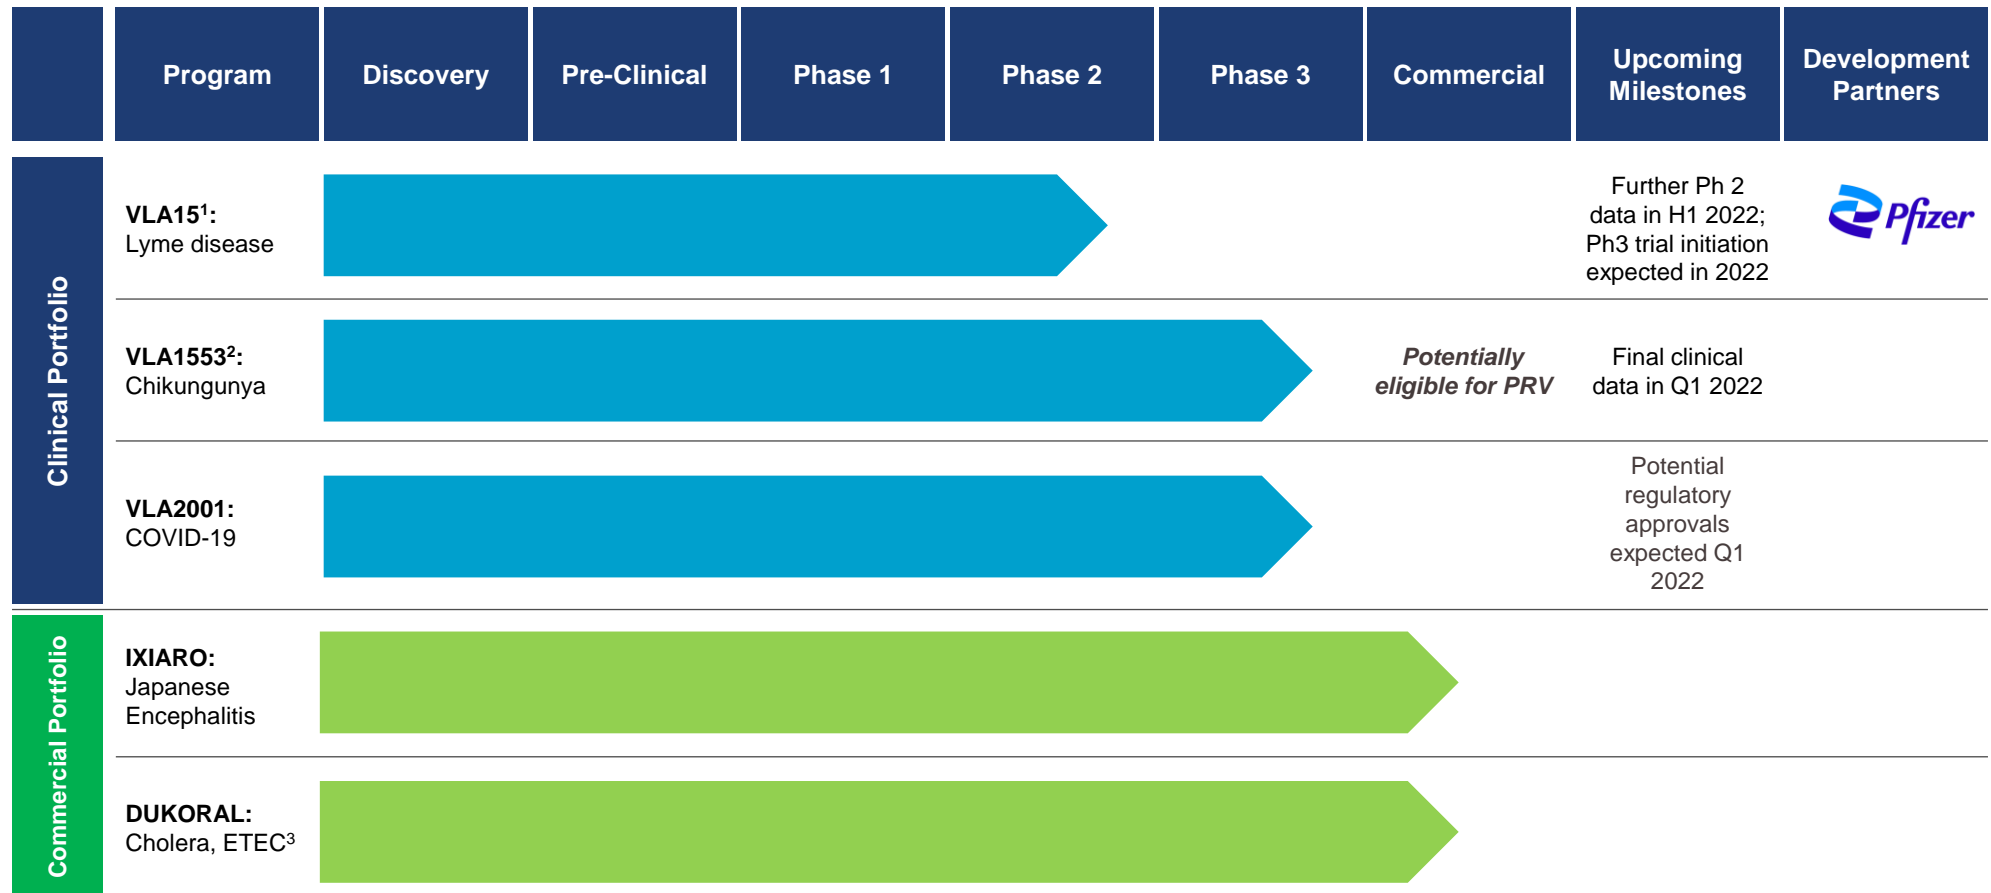 Program
Discovery
Pre-Clinical
Phase 1
Phase 2
Phase 3
Commercial
Upcoming
Milestones
Development
Partners
Clinical Portfolio
VLA15¹:
Lyme disease
Further Ph 2
data in H1 2022;
Ph3 trial initiation
expected in 2022
Pfizer
VLA1553²:
Chikungunya
Potentially
eligible for PRV
Final clinical
data in Q1 2022
VLA2001:
COVID-19
Potential
regulatory
approvals
expected Q1
2022
Commercial Portfolio
IXIARO:
Japanese
Encephalitis
DUKORAL:
Cholera, ETEC³